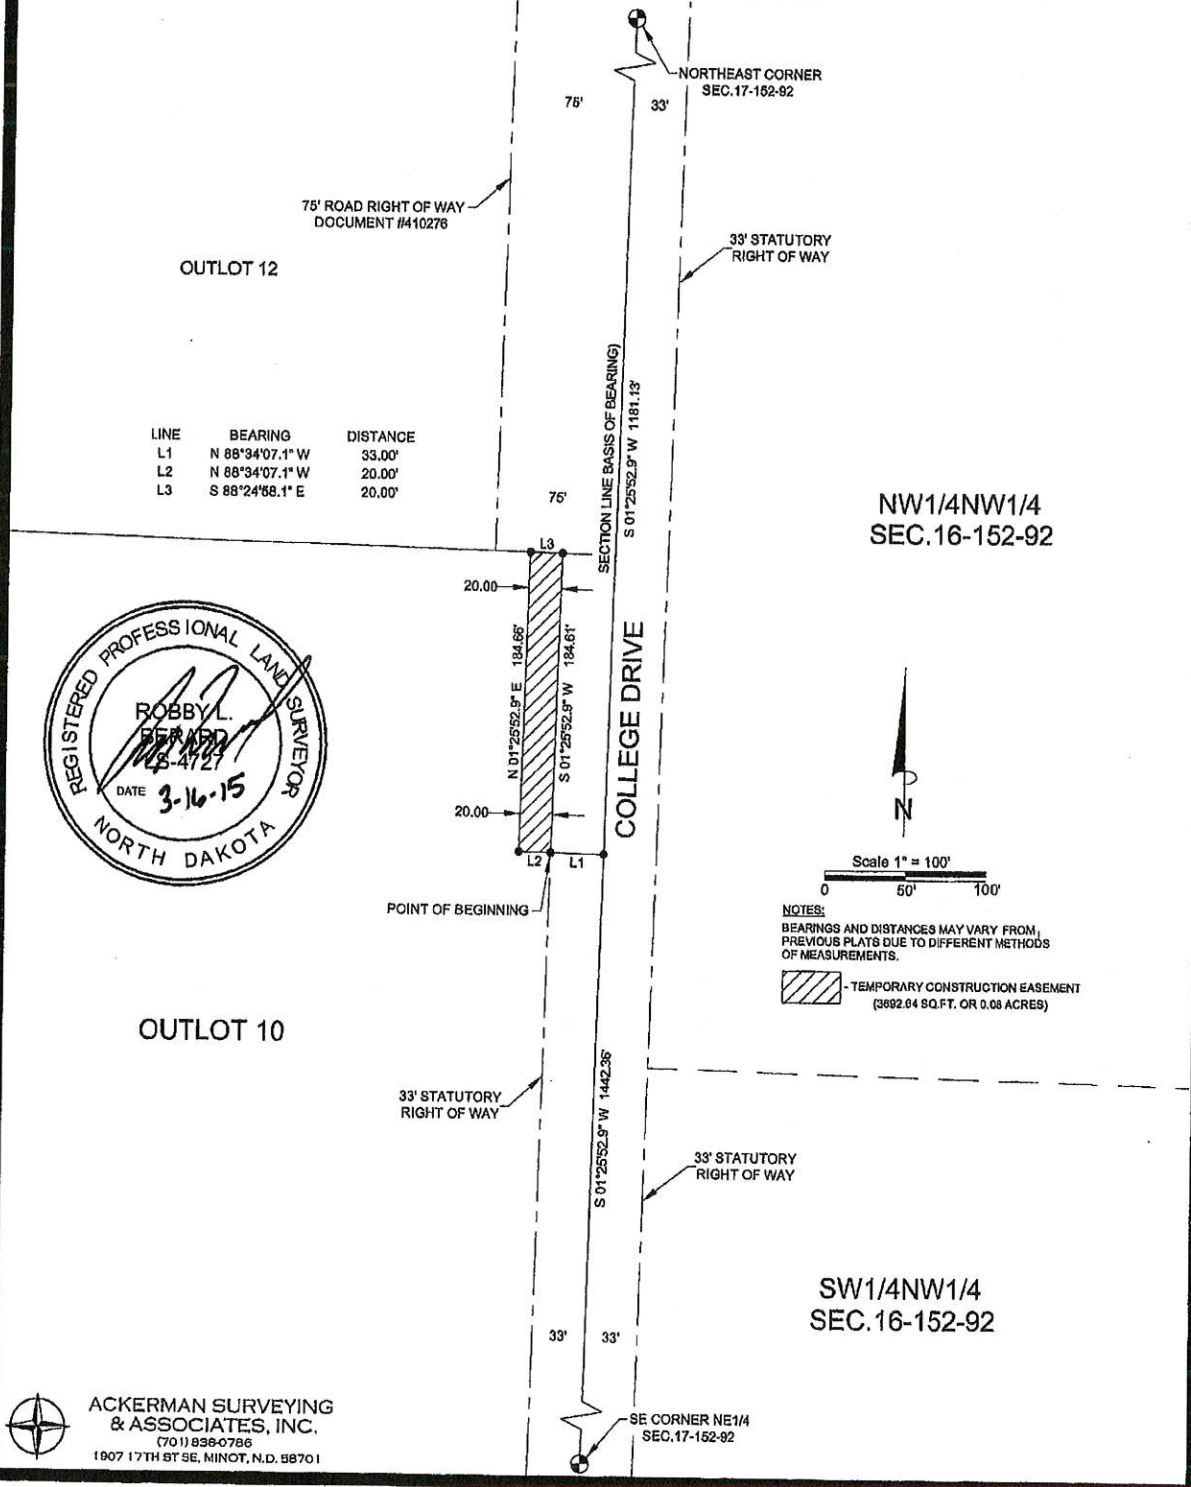 NORTHEAST CORNER
SEC.17-152-92
75'
33'
75' ROAD RIGHT OF WAY
DOCUMENT #410276
33' STATUTORY
RIGHT OF WAY
OUTLOT 12
SECTION LINE BASIS OF BEARING)
S 01°25'52.9" W 1181.13'
LINE BEARING DISTANCE
L1 N 88°34'07.1" W 33.00'
L2 N 88°34'07.1" W 20.00'
L3 S 88°24'58.1" E 20.00'
75'
NW1/4NW1/4
SEC.16-152-92
L3
20.00
N 01°25'52.9" E 184.66'
S 01°25'52.9" W 184.61'
COLLEGE DRIVE
REGISTERED PROFESSIONAL LAND SURVEYOR
ROBBY L.
BERARD
LS-4727
DATE 3-16-15
NORTH DAKOTA
20.00
L2
L1
POINT OF BEGINNING
N
Scale 1" = 100'
0 50' 100'
NOTES:
BEARINGS AND DISTANCES MAY VARY FROM
PREVIOUS PLATS DUE TO DIFFERENT METHODS
OF MEASUREMENTS.
- TEMPORARY CONSTRUCTION EASEMENT
(3692.64 SQ.FT. OR 0.08 ACRES)
OUTLOT 10
33' STATUTORY
RIGHT OF WAY
S 01°25'52.9" W 1442.36'
33' STATUTORY
RIGHT OF WAY
SW1/4NW1/4
SEC.16-152-92
33'
33'
SE CORNER NE1/4
SEC.17-152-92
ACKERMAN SURVEYING
& ASSOCIATES, INC.
(701) 838-0786
1907 17TH ST SE, MINOT, N.D. 58701